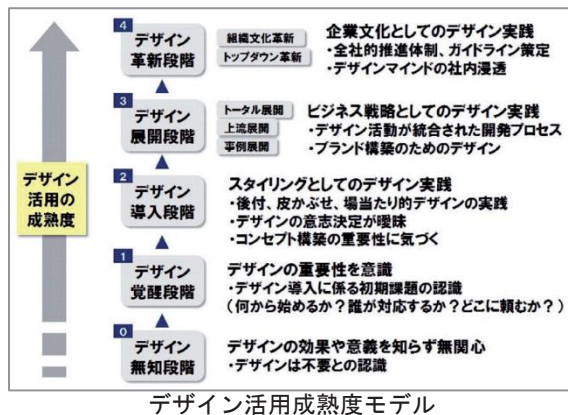 デザイン
活用の
成熟度
4
デザイン
革新段階
組織文化革新
トップダウン革新
企業文化としてのデザイン実践
・全社的推進体制、ガイドライン策定
・デザインマインドの社内浸透
3
デザイン
展開段階
トータル展開
上流展開
事例展開
ビジネス戦略としてのデザイン実践
・デザイン活動が統合された開発プロセス
・ブランド構築のためのデザイン
2
デザイン
導入段階
スタイリングとしてのデザイン実践
・後付、皮かぶせ、場当たり的デザインの実践
・デザインの意志決定が曖昧
・コンセプト構築の重要性に気づく
1
デザイン
覚醒段階
デザインの重要性を意識
・デザイン導入に係る初期課題の認識
（何から始めるか？誰が対応するか？どこに頼むか？）
0
デザイン
無知段階
デザインの効果や意義を知らず無関心
・デザインは不要との認識
デザイン活用成熟度モデル